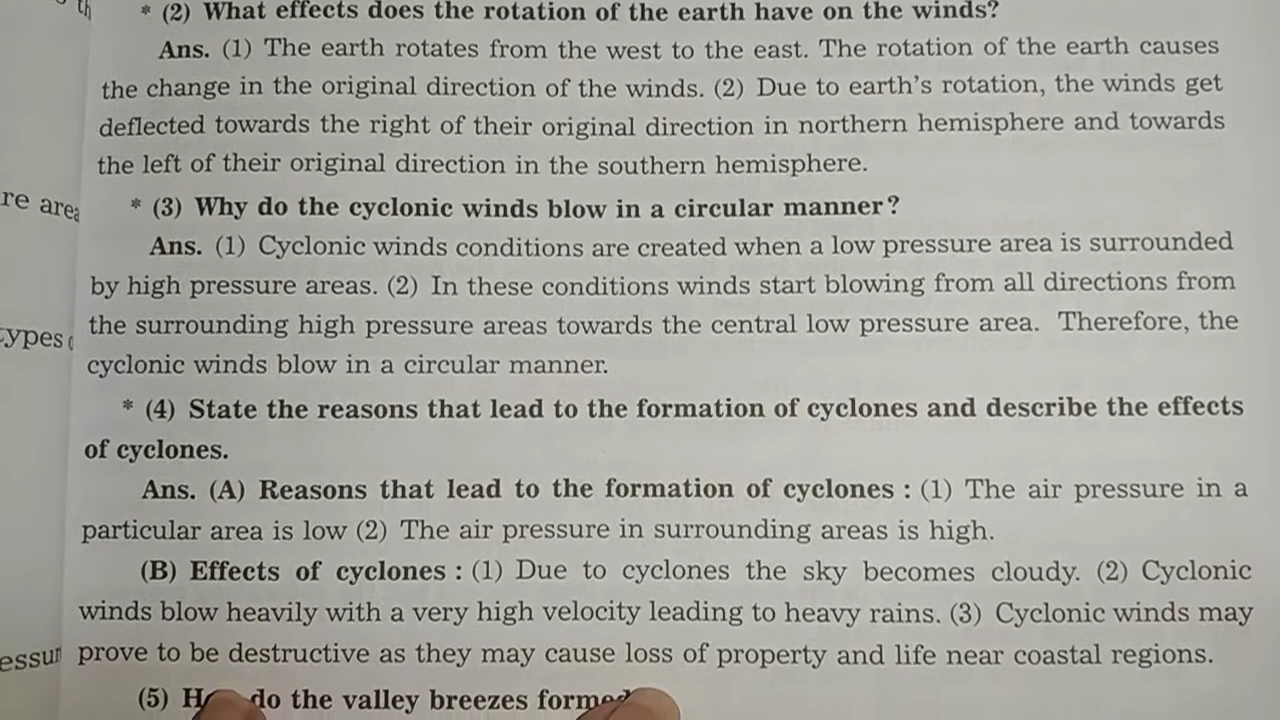 * (2) What effects does the rotation of the earth have on the winds?
Ans. (1) The earth rotates from the west to the east. The rotation of the earth causes
the change in the original direction of the winds. (2) Due to earth's rotation, the winds get
deflected towards the right of their original direction in northern hemisphere and towards
the left of their original direction in the southern hemisphere.
re area
* (3) Why do the cyclonic winds blow in a circular manner?
Ans. (1) Cyclonic winds conditions are created when a low pressure area is surrounded
by high pressure areas. (2) In these conditions winds start blowing from all directions from
the surrounding high pressure areas towards the central low pressure area. Therefore, the
ypes
cyclonic winds blow in a circular manner.
* (4) State the reasons that lead to the formation of cyclones and describe the effects
of cyclones.
Ans. (A) Reasons that lead to the formation of cyclones : (1) The air pressure in a
particular area is low (2) The air pressure in surrounding areas is high.
(B) Effects of cyclones : (1) Due to cyclones the sky becomes cloudy. (2) Cyclonic
winds blow heavily with a very high velocity leading to heavy rains. (3) Cyclonic winds may
essur
prove to be destructive as they may cause loss of property and life near coastal regions.
(5) do the valley breezes formed